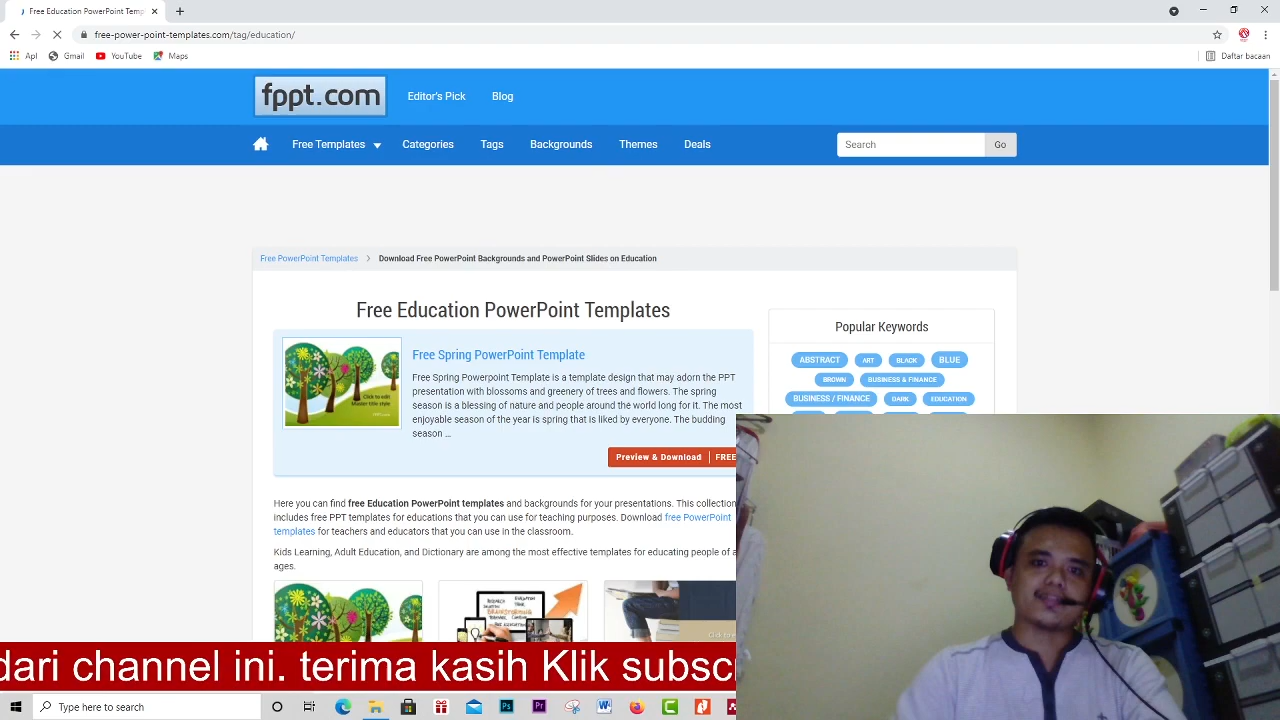 Free Education PowerPoint Temp
free-power-point-templates.com/tag/education/
Apl
Gmail
YouTube
Maps
Daftar bacaan
fppt.com
Editor's Pick
Blog
Free Templates
Categories
Tags
Backgrounds
Themes
Deals
Search
Go
Free PowerPoint Templates
Download Free PowerPoint Backgrounds and PowerPoint Slides on Education
Free Education PowerPoint Templates
Free Spring PowerPoint Template
Free Spring Powerpoint Template is a template design that may adorn the PPT
presentation with blossoms and greenery of trees and flowers. The spring
season is a blessing of nature and people around the world long for it. The most
enjoyable season of the year is spring that is liked by everyone. The budding
season ...
Click to edit
Master title style
Preview & Download
FREE
Popular Keywords
ABSTRACT ART BLACK BLUE
BROWN BUSINESS & FINANCE
BUSINESS / FINANCE DARK EDUCATION
Here you can find free Education PowerPoint templates and backgrounds for your presentations. This collection
includes free PPT templates for educations that you can use for teaching purposes. Download free PowerPoint
templates for teachers and educators that you can use in the classroom.
Kids Learning, Adult Education, and Dictionary are among the most effective templates for educating people of a
ages.
dari channel ini. terima kasih Klik subscr
Type here to search